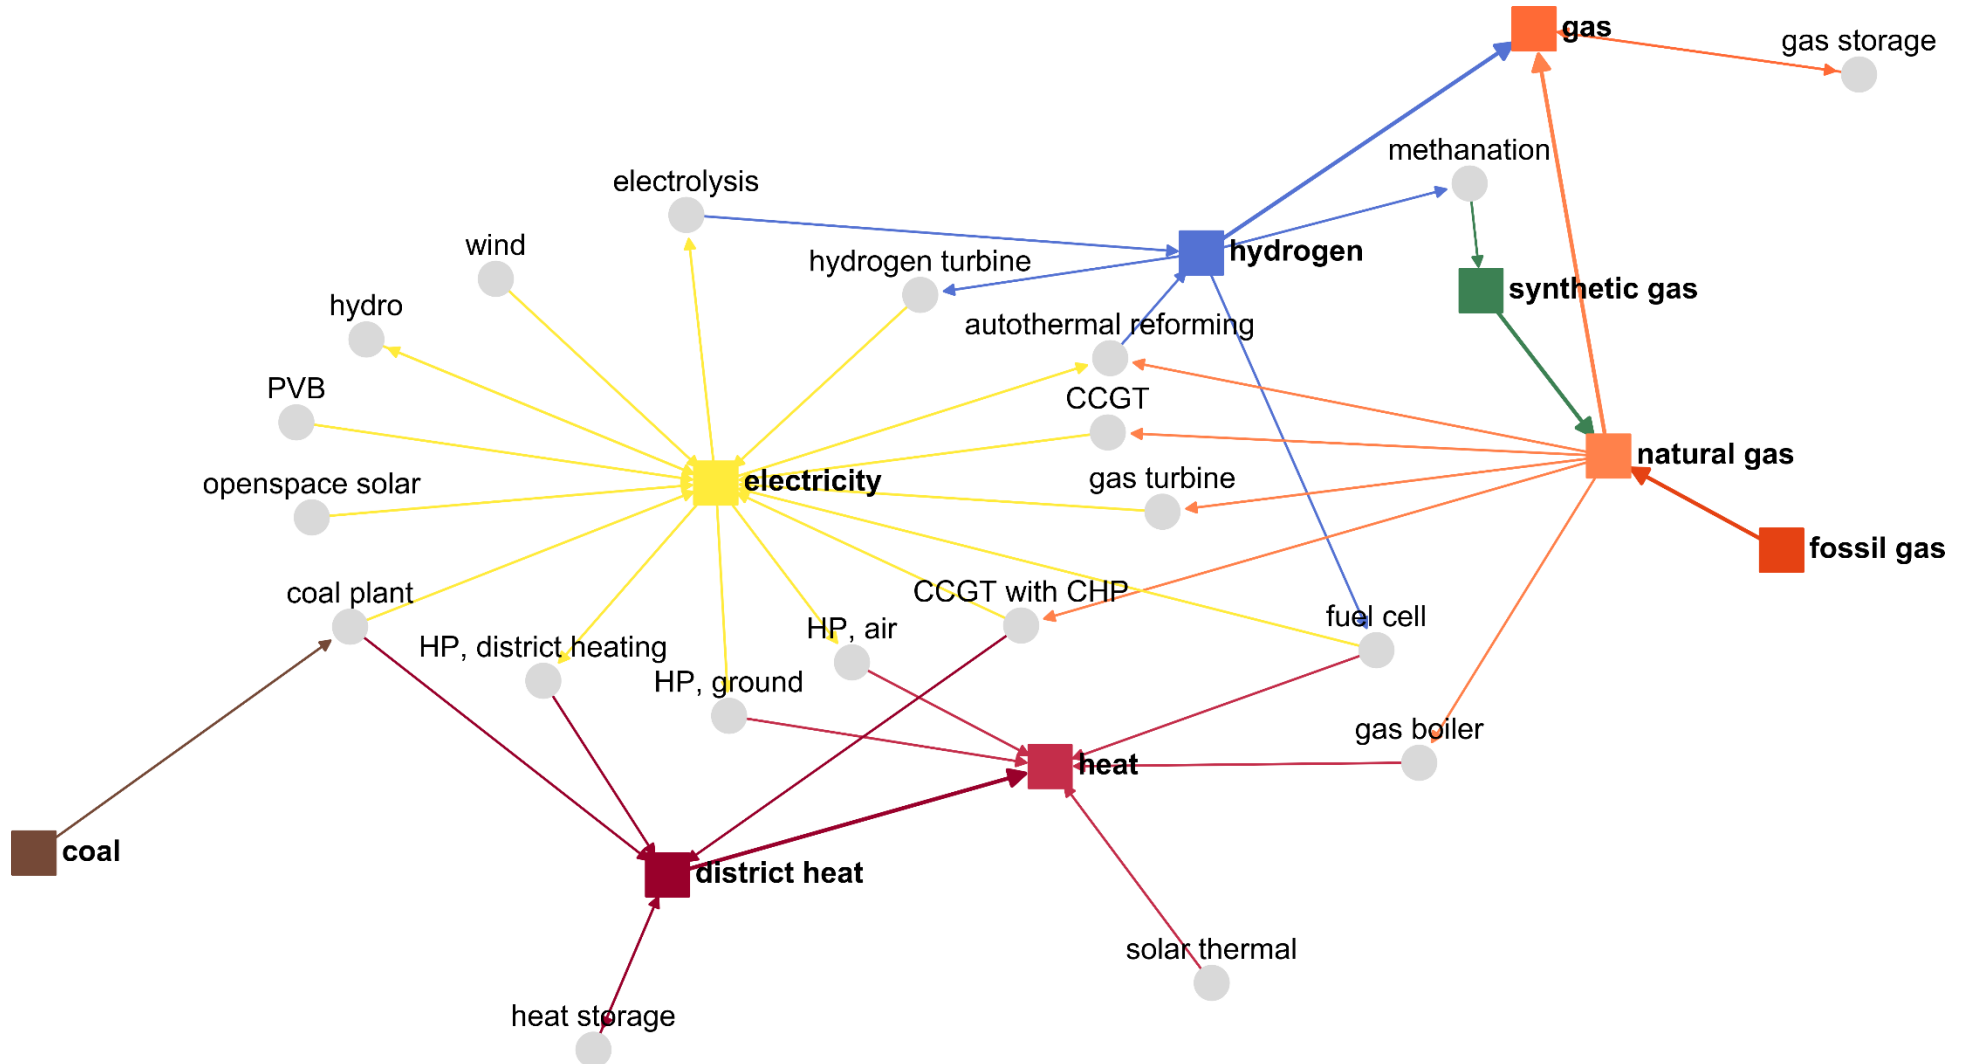 gas
gas storage
methanation
electrolysis
wind
hydrogen
hydrogen turbine
synthetic gas
hydro
autothermal reforming
PVB
CCGT
natural gas
electricity
openspace solar
gas turbine
fossil gas
coal plant
CCGT with CHP
fuel cell
HP, air
HP, district heating
HP, ground
gas boiler
heat
coal
district heat
solar thermal
heat storage